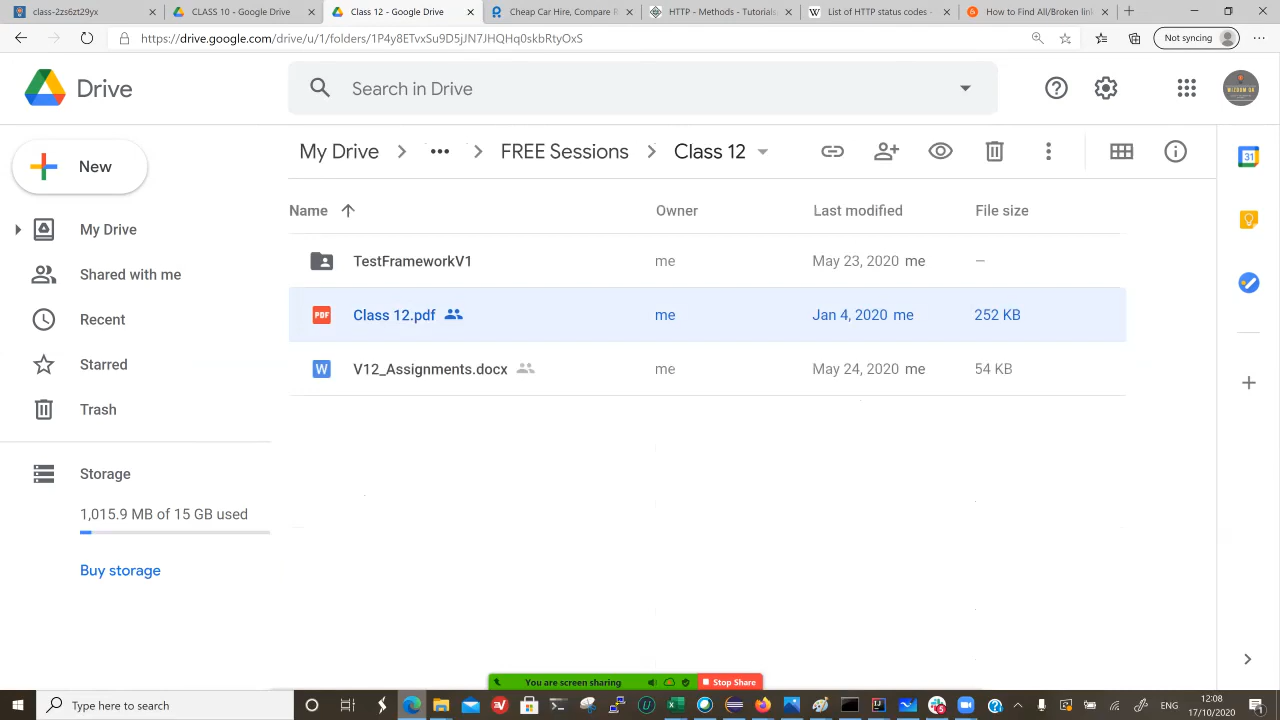 class-zs6zt29yx
CLASS 10 - Google Drive
Class 12 - Google Drive
Cheap Car Hire, Compare
HTTP - Methods - Tutorials
List of HTTP status codes -
How to Find All/Broken link
https://drive.google.com/drive/u/1/folders/1P4y8ETvxSu9D5jJN7JHQHq0skbRtyOxS
Not syncing
Drive
Search in Drive
New
My Drive
Shared with me
Recent
Starred
Trash
Storage
1,015.9 MB of 15 GB used
Buy storage
My Drive > ••• > FREE Sessions > Class 12
Name Owner Last modified File size
TestFrameworkV1 me May 23, 2020 me –
PDF Class 12.pdf me Jan 4, 2020 me 252 KB
W V12_Assignments.docx me May 24, 2020 me 54 KB
31
You are screen sharing Stop Share
Type here to search
12:08
17/10/2020